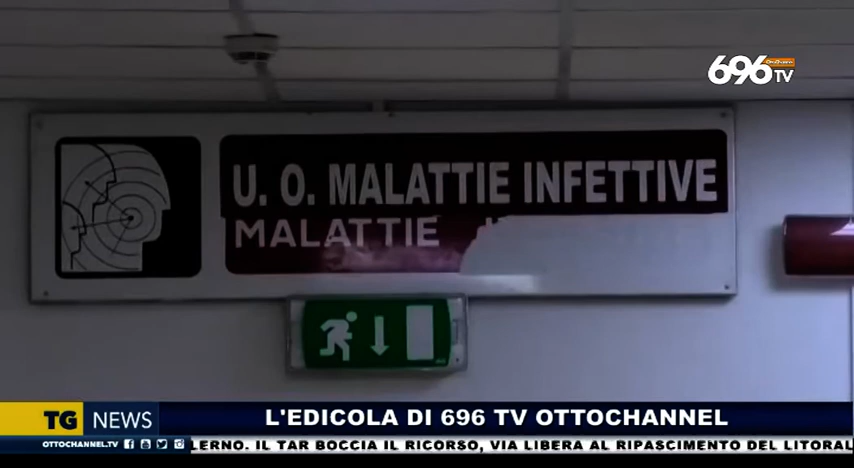 696
OttoChannel
TV
U. O. MALATTIE INFETTIVE
MALATTIE
TG NEWS
L'EDICOLA DI 696 TV OTTOCHANNEL
OTTOCHANNEL.TV
LERNO. IL TAR BOCCIA IL RICORSO, VIA LIBERA AL RIPASCIMENTO DEL LITORAL